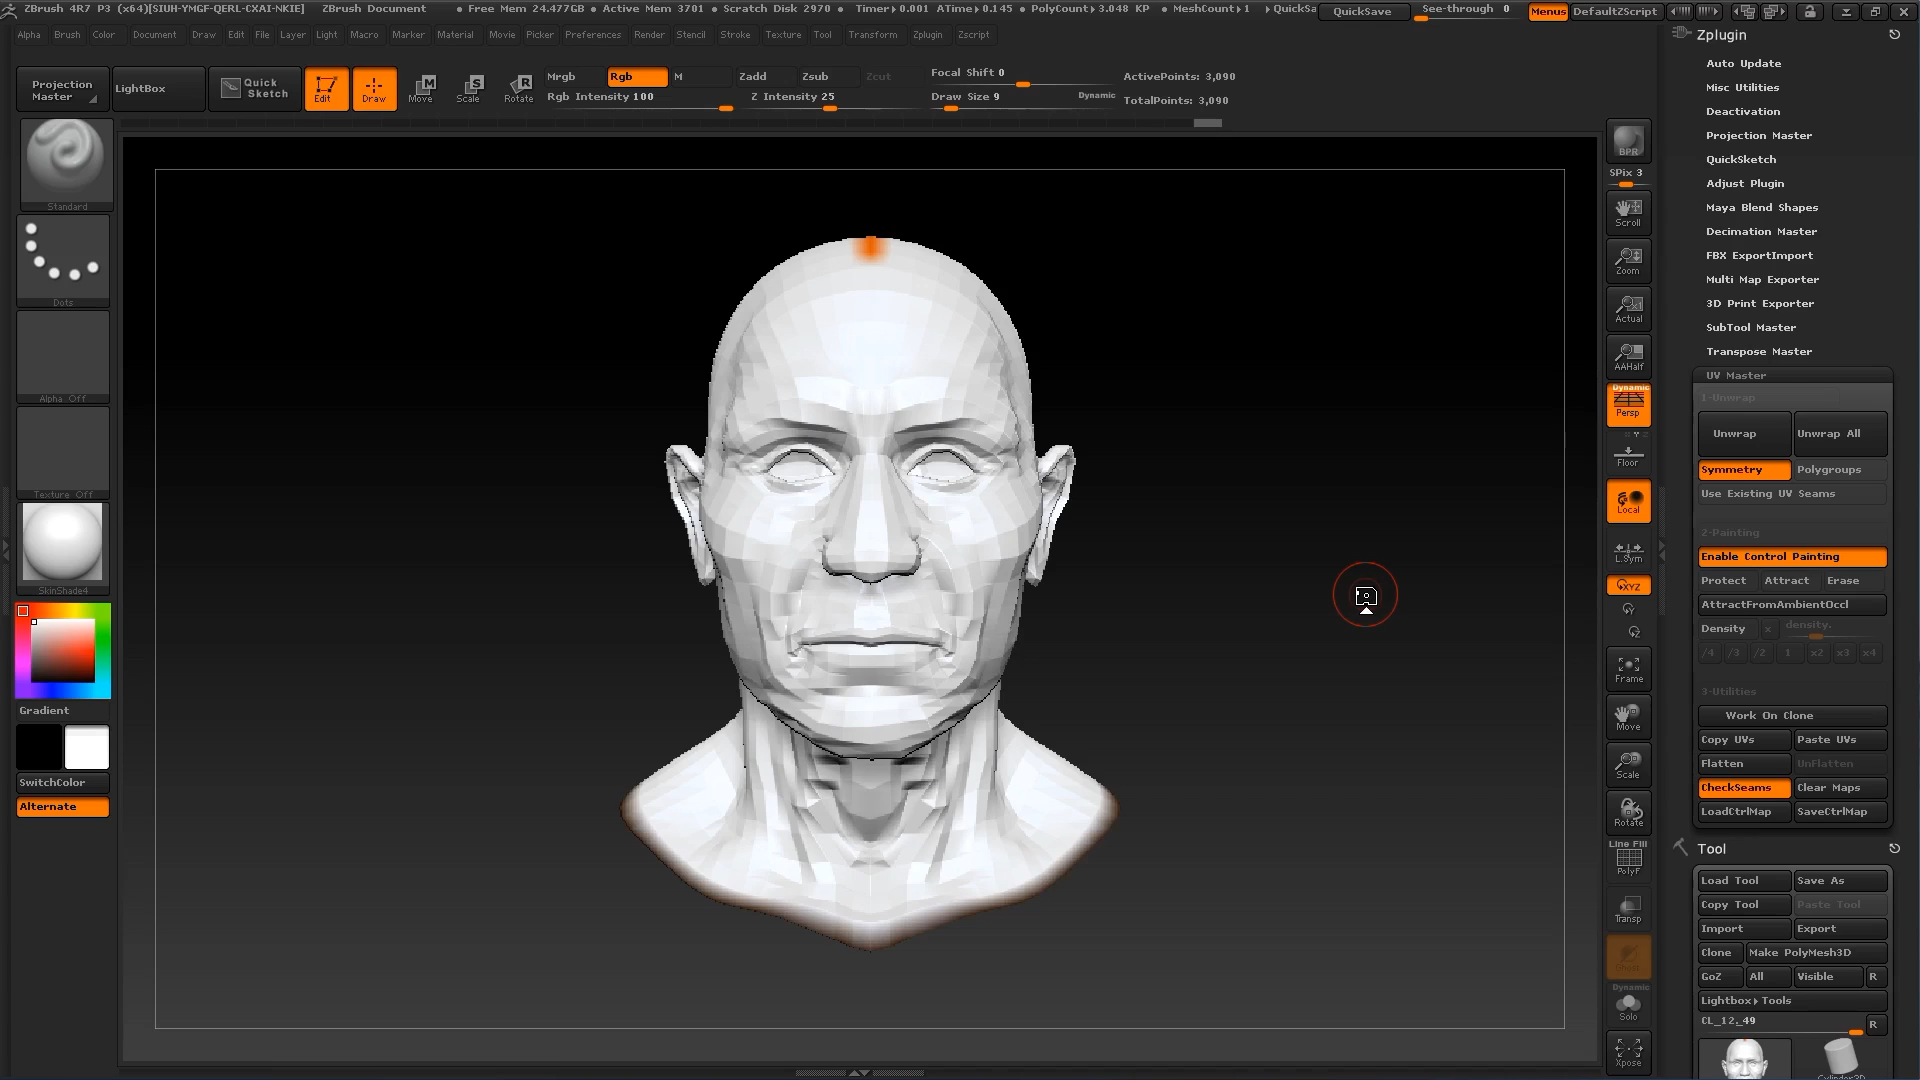 ZBrush 4R7 P3 (x64)[SIUH-YMGF-QERL-CXAI-NKIE] ZBrush Document • Free Mem 24.477GB • Active Mem 3701 • Scratch Disk 2970 • Timer▸0.001 ATime▸0.145 • PolyCount▸3.048 KP • MeshCount▸1 ▸QuickSa QuickSave See-through 0 Menus DefaultZScript
Alpha Brush Color Document Draw Edit File Layer Light Macro Marker Material Movie Picker Preferences Render Stencil Stroke Texture Tool Transform Zplugin Zscript
Projection Master
LightBox
Quick Sketch
Edit
Draw
Move
Scale
Rotate
Mrgb Rgb M Zadd Zsub Zcut
Rgb Intensity 100 Z Intensity 25
Focal Shift 0
Draw Size 9 Dynamic
ActivePoints: 3,090
TotalPoints: 3,090
Standard
Dots
Alpha Off
Texture Off
SkinShade4
Gradient
SwitchColor
Alternate
BPR
SPix 3
Scroll
Zoom
Actual
AAHalf
Dynamic
Persp
Floor
Local
L.Sym
XYZ
Y
Z
Frame
Move
Scale
Rotate
Line Fill
PolyF
Transp
Dynamic
Solo
Xpose
Zplugin
Auto Update
Misc Utilities
Deactivation
Projection Master
QuickSketch
Adjust Plugin
Maya Blend Shapes
Decimation Master
FBX ExportImport
Multi Map Exporter
3D Print Exporter
SubTool Master
Transpose Master
UV Master
1-Unwrap
Unwrap Unwrap All
Symmetry Polygroups
Use Existing UV Seams
2-Painting
Enable Control Painting
Protect Attract Erase
AttractFromAmbientOccl
Density x density.
/4 /3 /2 1 x2 x3 x4
3-Utilities
Work On Clone
Copy UVs Paste UVs
Flatten UnFlatten
CheckSeams Clear Maps
LoadCtrlMap SaveCtrlMap
Tool
Load Tool Save As
Copy Tool Paste Tool
Import Export
Clone Make PolyMesh3D
GoZ All Visible R
Lightbox▸Tools
CL_12_49 R
Cylinder3D